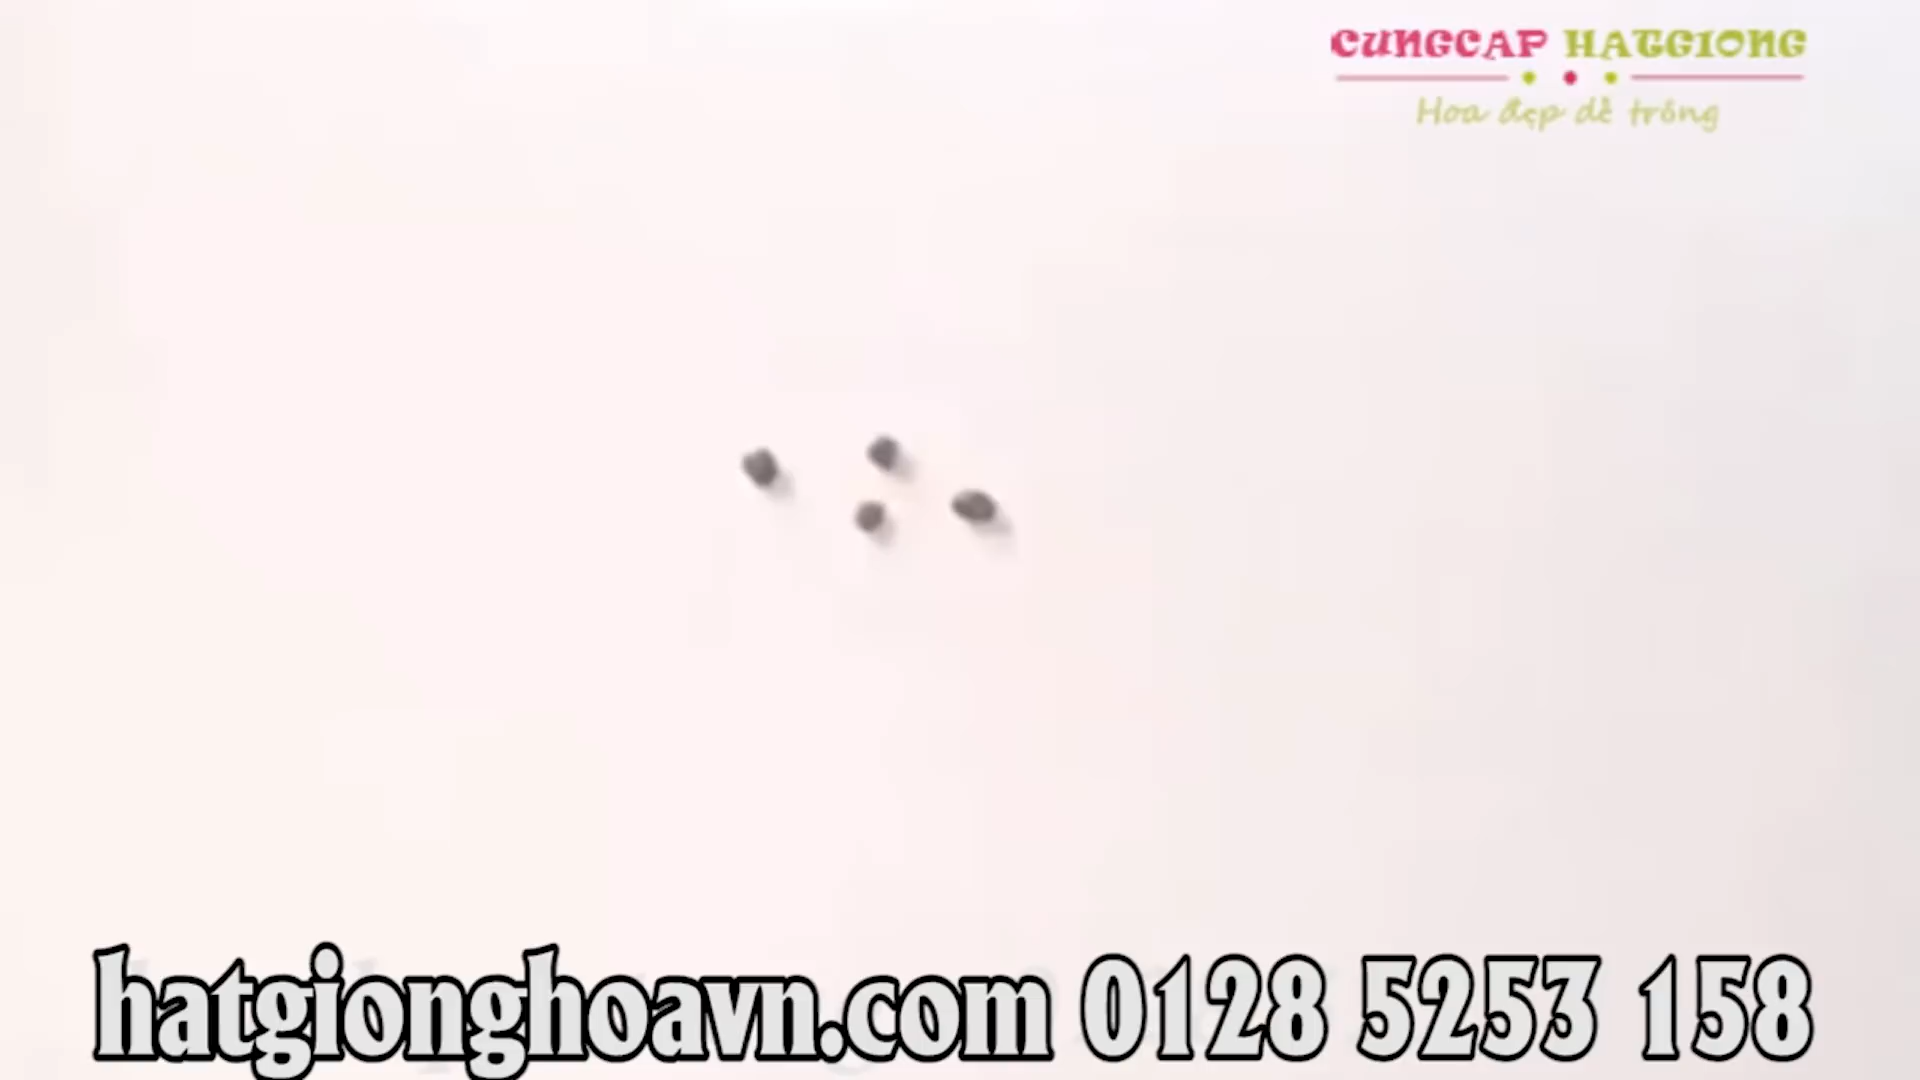 CUNGCAP HATGIONG
Hoa đẹp dễ trồng
hatgionghoavn.com 0128 5253 158